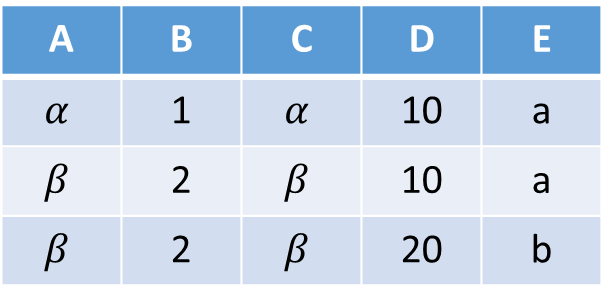 A B C D E
𝛼 1 𝛼 10 a
𝛽 2 𝛽 10 a
𝛽 2 𝛽 20 b